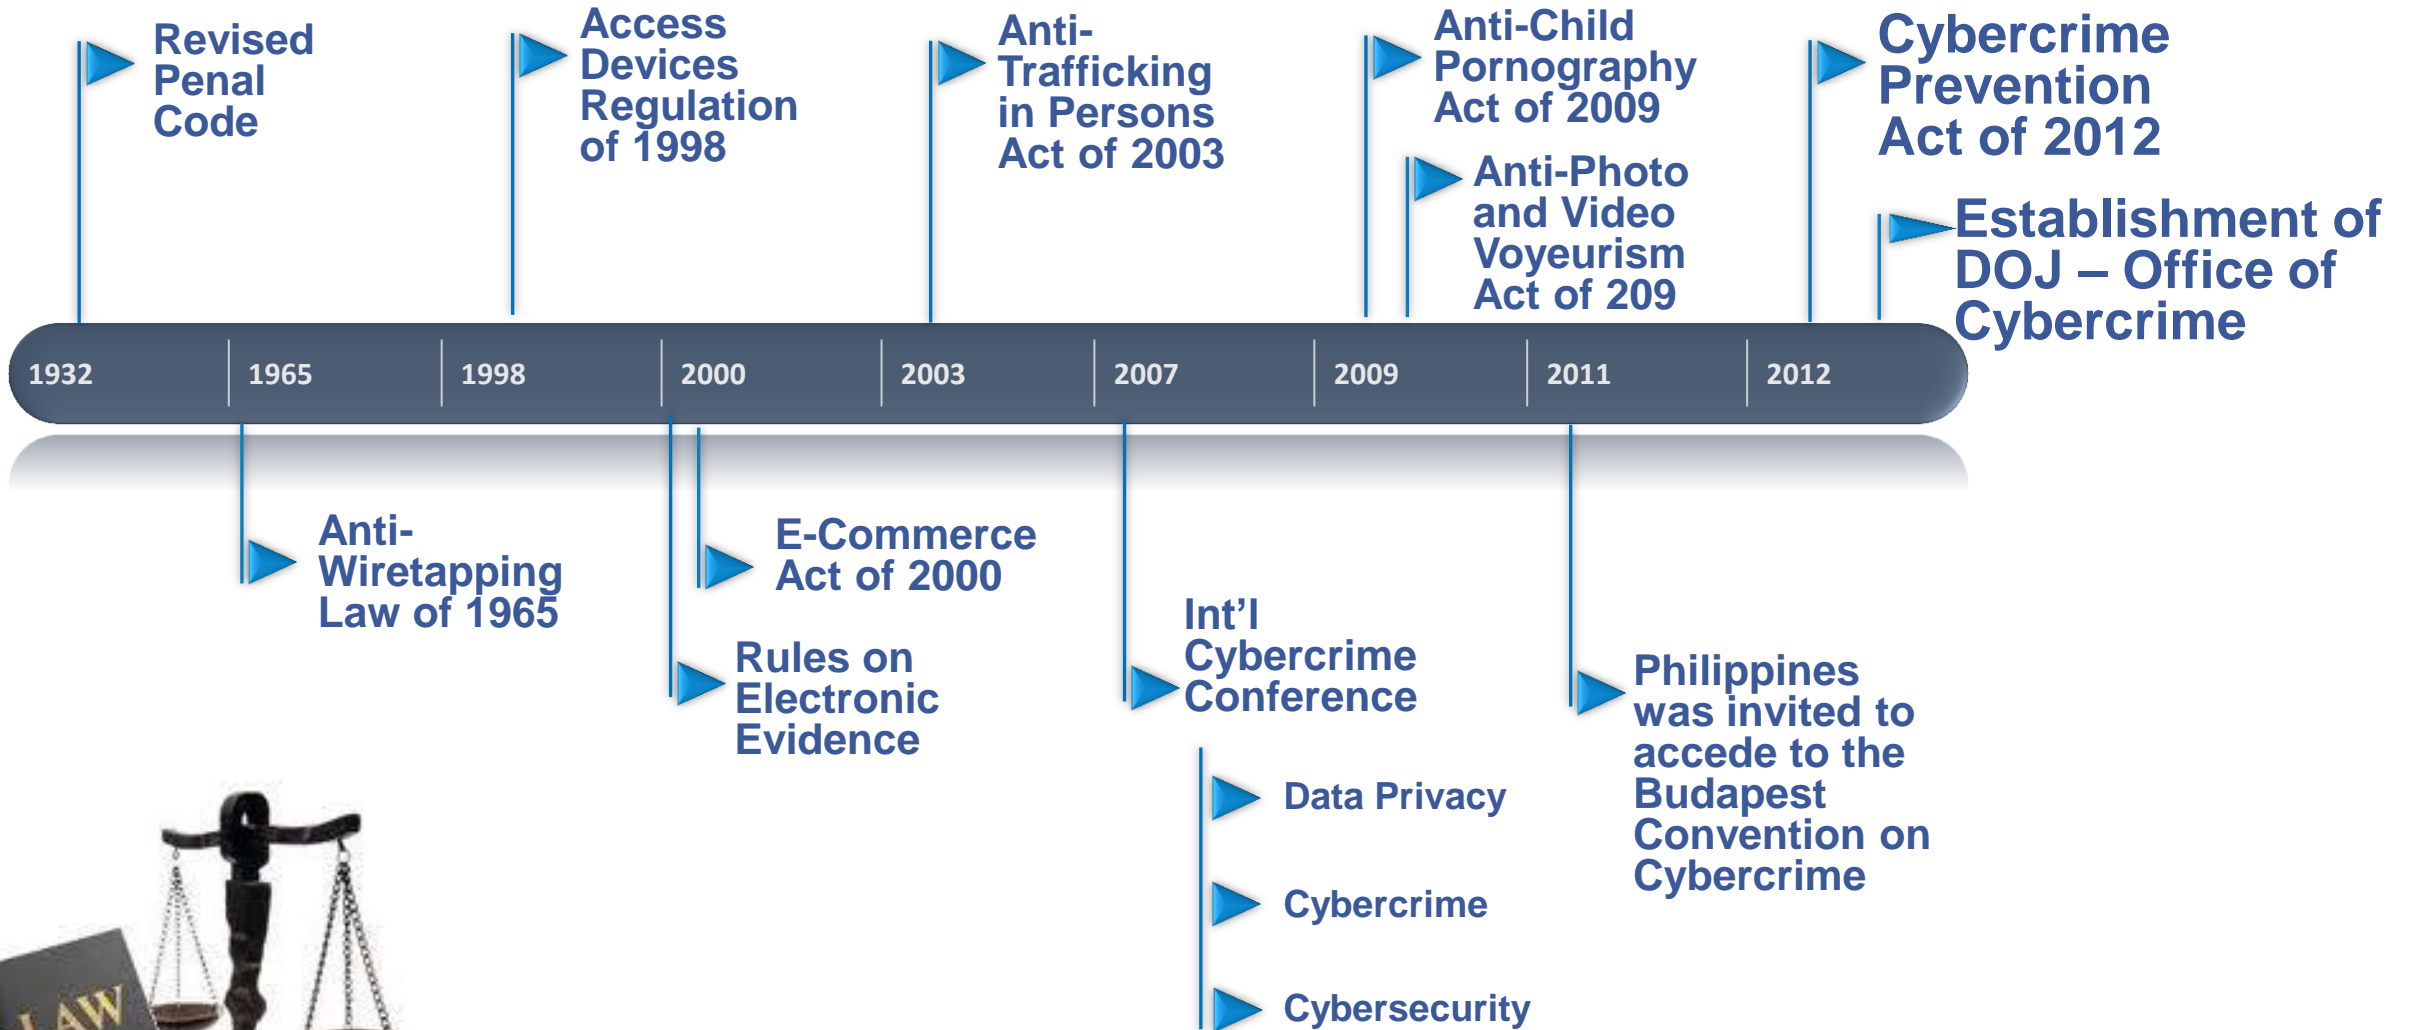 Revised
Penal
Code
Access
Devices
Regulation
of 1998
Anti-
Trafficking
in Persons
Act of 2003
Anti-Child
Pornography
Act of 2009
Anti-Photo
and Video
Voyeurism
Act of 209
Cybercrime
Prevention
Act of 2012
Establishment of
DOJ – Office of
Cybercrime
1932
1965
1998
2000
2003
2007
2009
2011
2012
Anti-
Wiretapping
Law of 1965
E-Commerce
Act of 2000
Rules on
Electronic
Evidence
Int’l
Cybercrime
Conference
Data Privacy
Cybercrime
Cybersecurity
Philippines
was invited to
accede to the
Budapest
Convention on
Cybercrime
LAW